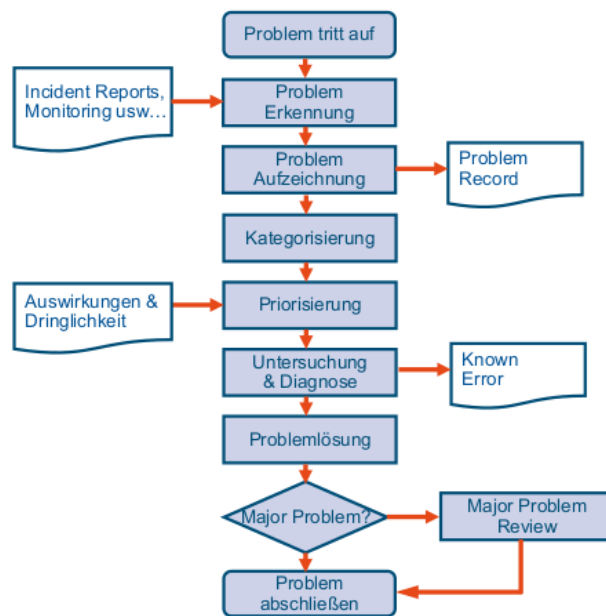 Problem tritt auf
Incident Reports,
Monitoring usw...
Problem
Erkennung
Problem
Aufzeichnung
Problem
Record
Kategorisierung
Auswirkungen &
Dringlichkeit
Priorisierung
Untersuchung
& Diagnose
Known
Error
Problemlösung
Major Problem?
Major Problem
Review
Problem
abschließen